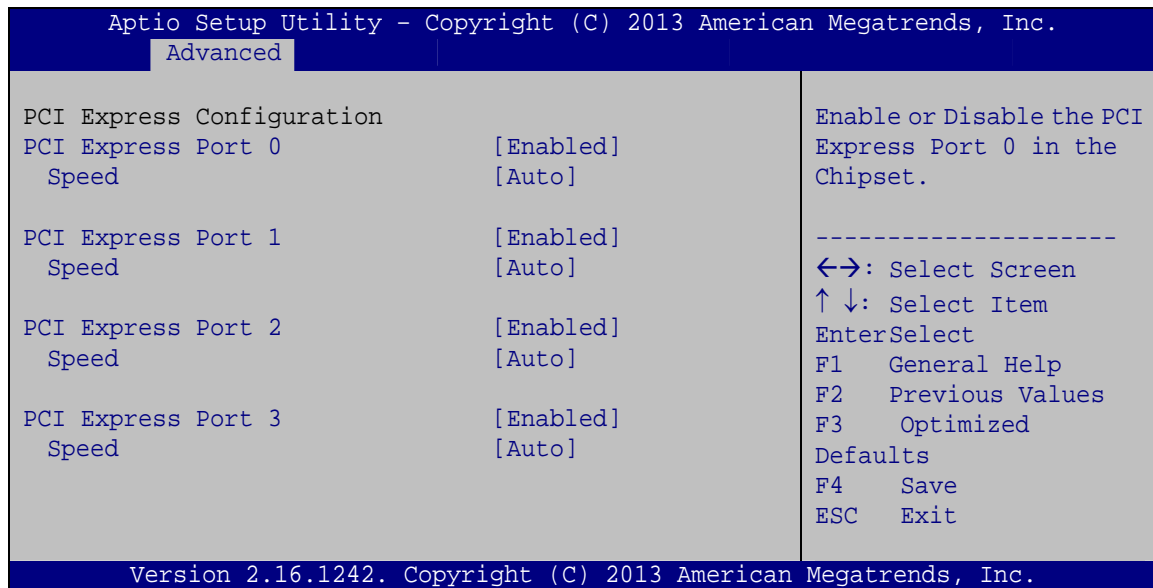 Aptio Setup Utility – Copyright (C) 2013 American Megatrends, Inc.
Advanced
PCI Express Configuration
PCI Express Port 0 [Enabled]
Speed [Auto]
PCI Express Port 1 [Enabled]
Speed [Auto]
PCI Express Port 2 [Enabled]
Speed [Auto]
PCI Express Port 3 [Enabled]
Speed [Auto]
Enable or Disable the PCI
Express Port 0 in the
Chipset.
---------------------
←→: Select Screen
↑ ↓: Select Item
EnterSelect
F1 General Help
F2 Previous Values
F3 Optimized
Defaults
F4 Save
ESC Exit
Version 2.16.1242. Copyright (C) 2013 American Megatrends, Inc.